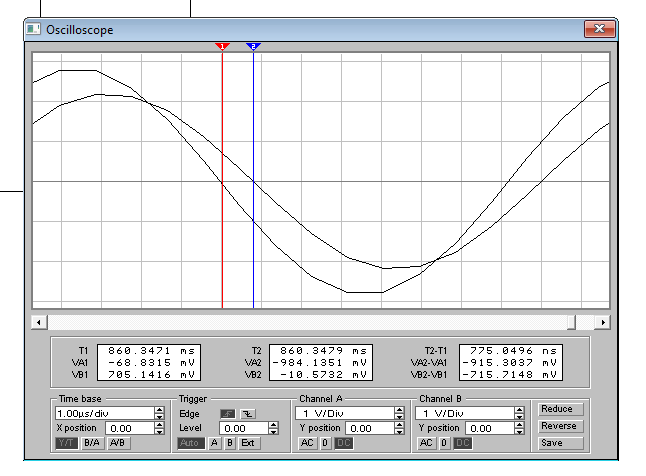 Oscilloscope
1 2
T1 860.3471 ms T2 860.3479 ms T2-T1 775.0496 ns
VA1 -68.8315 mV VA2 -984.1351 mV VA2-VA1 -915.3037 mV
VB1 705.1416 mV VB2 -10.5732 mV VB2-VB1 -715.7148 mV
Time base Trigger Channel A Channel B
1.00µs/div Edge 1 V/Div 1 V/Div Reduce
X position 0.00 Level 0.00 Y position 0.00 Y position 0.00 Reverse
Y/T B/A A/B Auto A B Ext AC 0 DC AC 0 DC Save